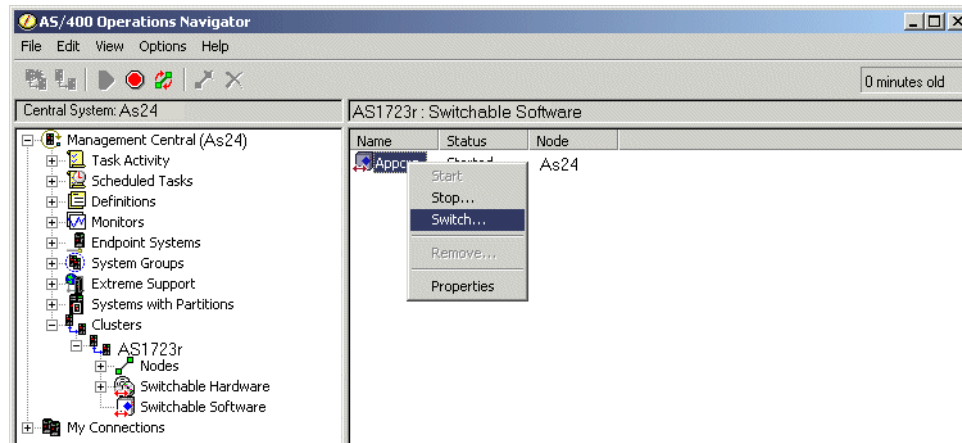 AS/400 Operations Navigator
File Edit View Options Help
0 minutes old
Central System: As24
AS1723r : Switchable Software
Management Central (As24)
Task Activity
Scheduled Tasks
Definitions
Monitors
Endpoint Systems
System Groups
Extreme Support
Systems with Partitions
Clusters
AS1723r
Nodes
Switchable Hardware
Switchable Software
My Connections
Name Status Node
As24
Start
Stop...
Switch...
Remove...
Properties